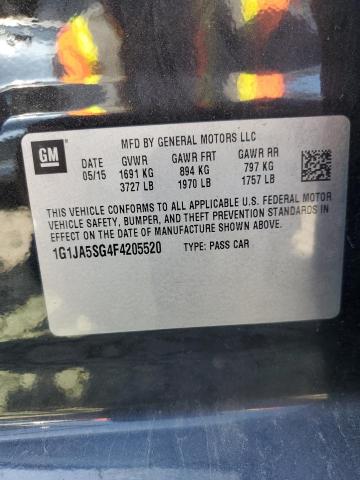 GM
MFD BY GENERAL MOTORS LLC
DATE GVWR GAWR FRT GAWR RR
05/15 1691 KG 894 KG 797 KG
3727 LB 1970 LB 1757 LB
THIS VEHICLE CONFORMS TO ALL APPLICABLE U.S. FEDERAL MOTOR
VEHICLE SAFETY, BUMPER, AND THEFT PREVENTION STANDARDS IN
EFFECT ON THE DATE OF MANUFACTURE SHOWN ABOVE.
1G1JA5SG4F4205520 TYPE: PASS CAR